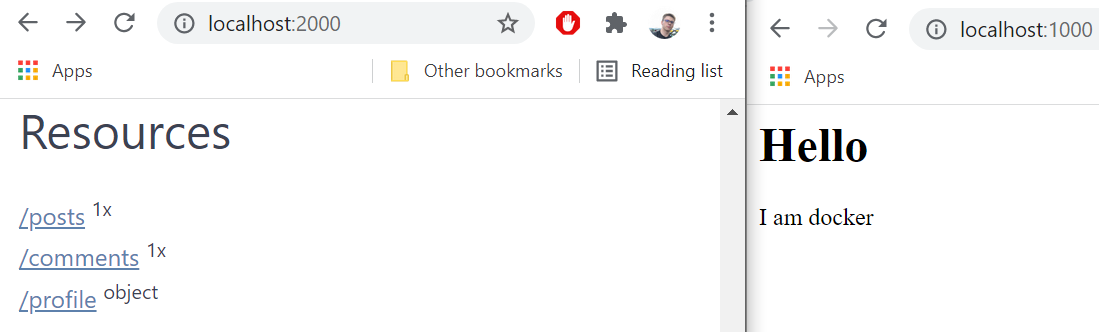 localhost:2000
Apps
Other bookmarks
Reading list
Resources
/posts 1x
/comments 1x
/profile object
localhost:1000
Apps
Hello
I am docker